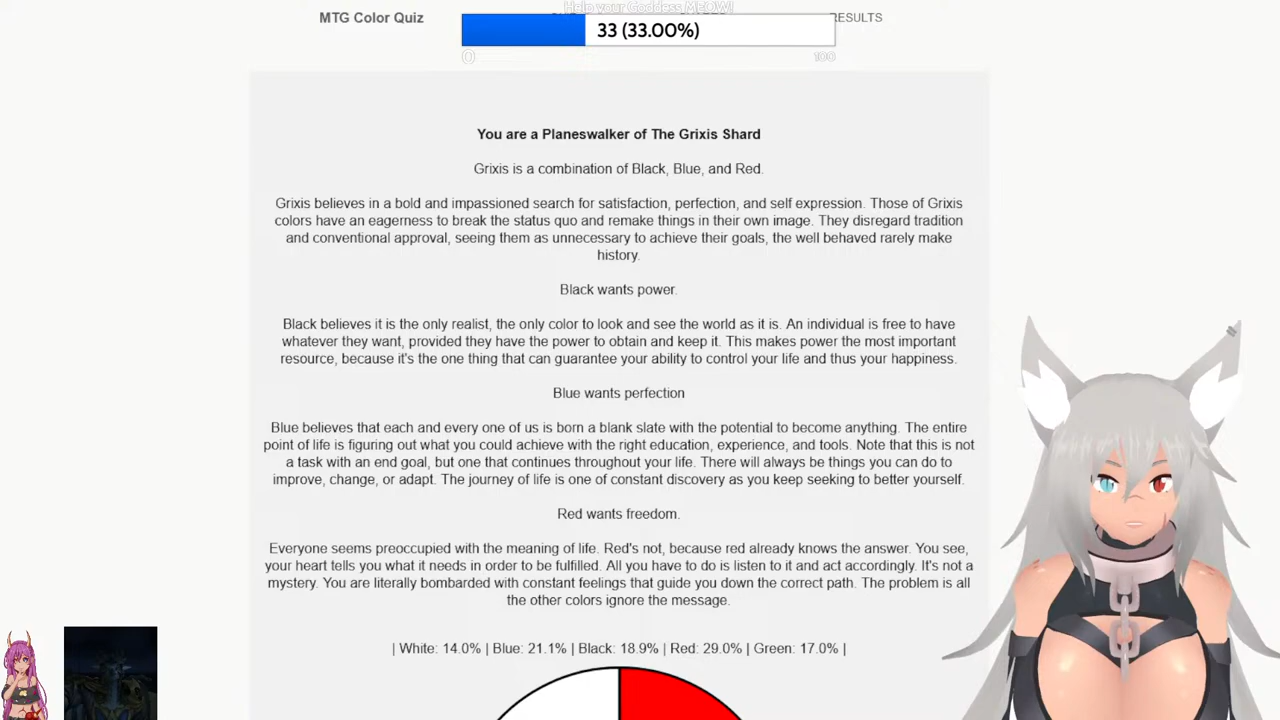 Help your Goddess MEOW!
MTG Color Quiz
RESULTS
33 (33.00%)
0
100
You are a Planeswalker of The Grixis Shard
Grixis is a combination of Black, Blue, and Red.
Grixis believes in a bold and impassioned search for satisfaction, perfection, and self expression. Those of Grixis
colors have an eagerness to break the status quo and remake things in their own image. They disregard tradition
and conventional approval, seeing them as unnecessary to achieve their goals, the well behaved rarely make
history.
Black wants power.
Black believes it is the only realist, the only color to look and see the world as it is. An individual is free to have
whatever they want, provided they have the power to obtain and keep it. This makes power the most important
resource, because it's the one thing that can guarantee your ability to control your life and thus your happiness.
Blue wants perfection
Blue believes that each and every one of us is born a blank slate with the potential to become anything. The entire
point of life is figuring out what you could achieve with the right education, experience, and tools. Note that this is not
a task with an end goal, but one that continues throughout your life. There will always be things you can do to
improve, change, or adapt. The journey of life is one of constant discovery as you keep seeking to better yourself.
Red wants freedom.
Everyone seems preoccupied with the meaning of life. Red's not, because red already knows the answer. You see,
your heart tells you what it needs in order to be fulfilled. All you have to do is listen to it and act accordingly. It's not a
mystery. You are literally bombarded with constant feelings that guide you down the correct path. The problem is all
the other colors ignore the message.
| White: 14.0% | Blue: 21.1% | Black: 18.9% | Red: 29.0% | Green: 17.0% |